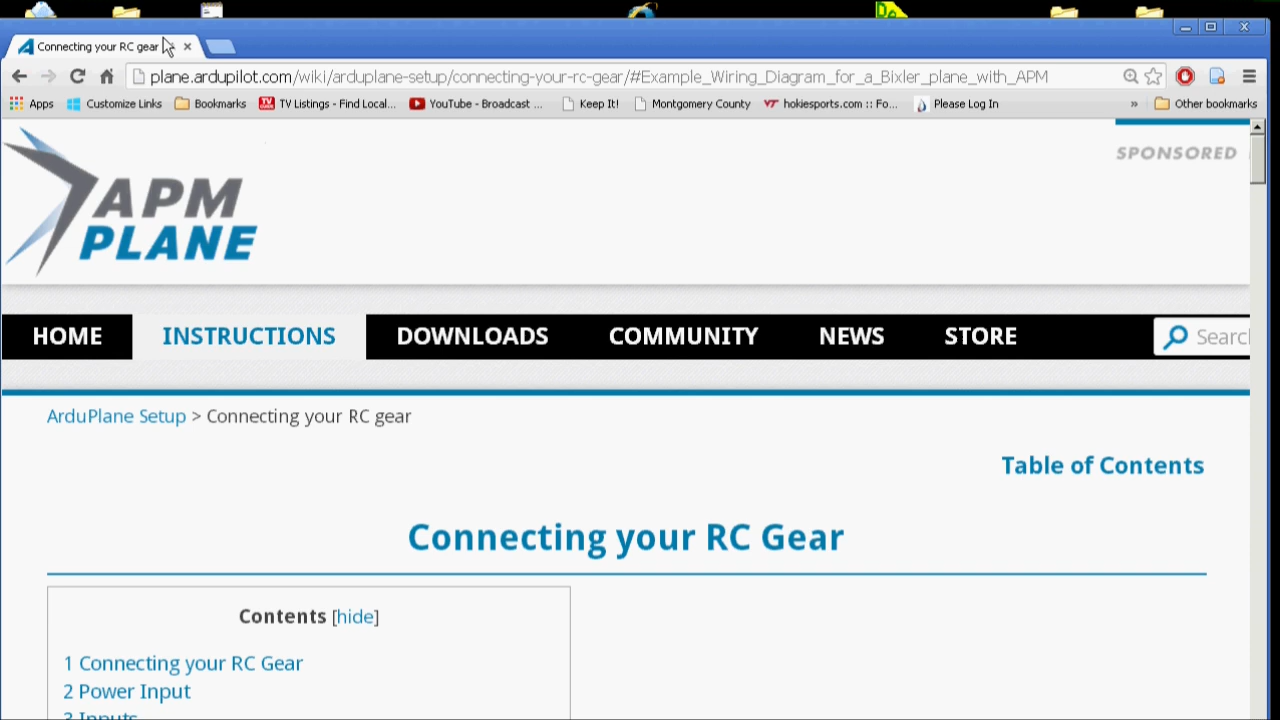 Connecting your RC gear
plane.ardupilot.com/wiki/arduplane-setup/connecting-your-rc-gear/#Example_Wiring_Diagram_for_a_Bixler_plane_with_APM
Apps Customize Links Bookmarks TV Listings - Find Local... YouTube - Broadcast ... Keep It! Montgomery County hokiesports.com :: Fo... Please Log In » Other bookmarks
SPONSORED
APM
PLANE
HOME INSTRUCTIONS DOWNLOADS COMMUNITY NEWS STORE Search
ArduPlane Setup > Connecting your RC gear
Table of Contents
Connecting your RC Gear
Contents [hide]
1 Connecting your RC Gear
2 Power Input
3 Inputs